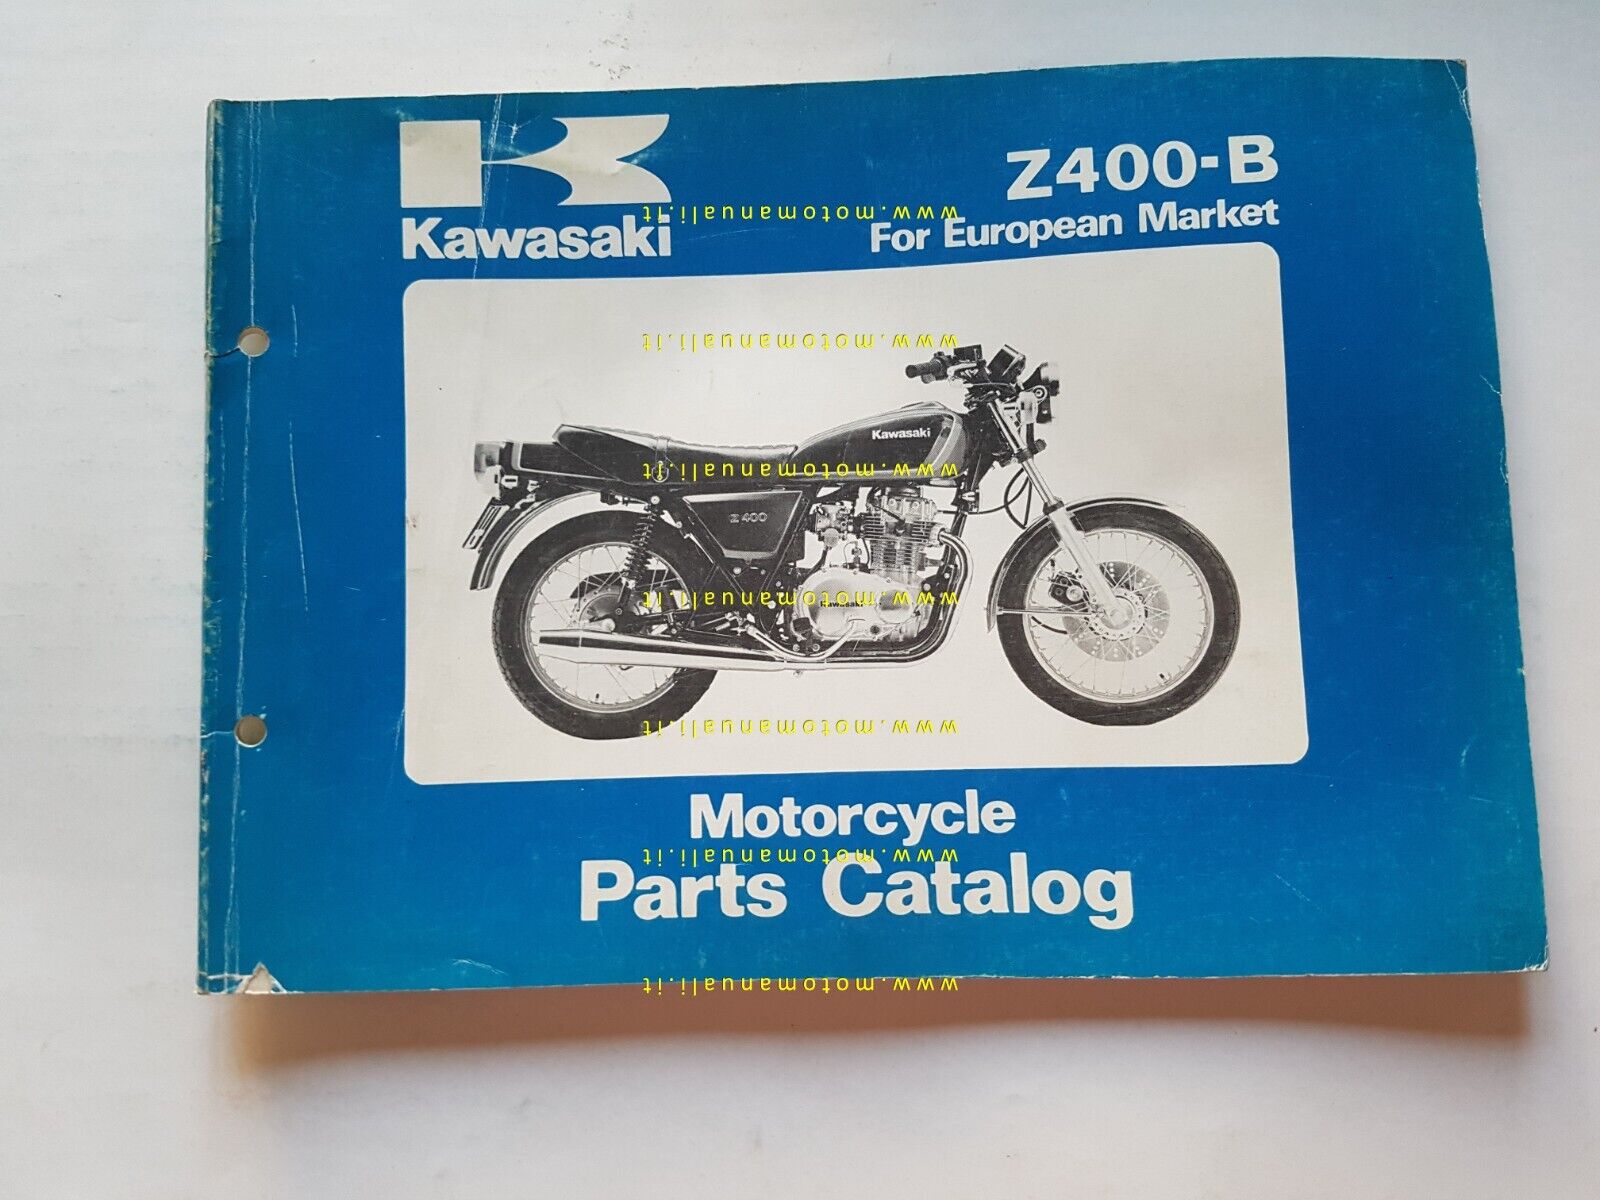 Z400-B
Kawasaki
For European Market
www.motomanuali.it
www.motomanuali.it
Kawasaki
www.motomanuali.it
Z400
www.motomanuali.it
Kawasaki
www.motomanuali.it
Motorcycle
www.motomanuali.it
Parts Catalog
www.motomanuali.it